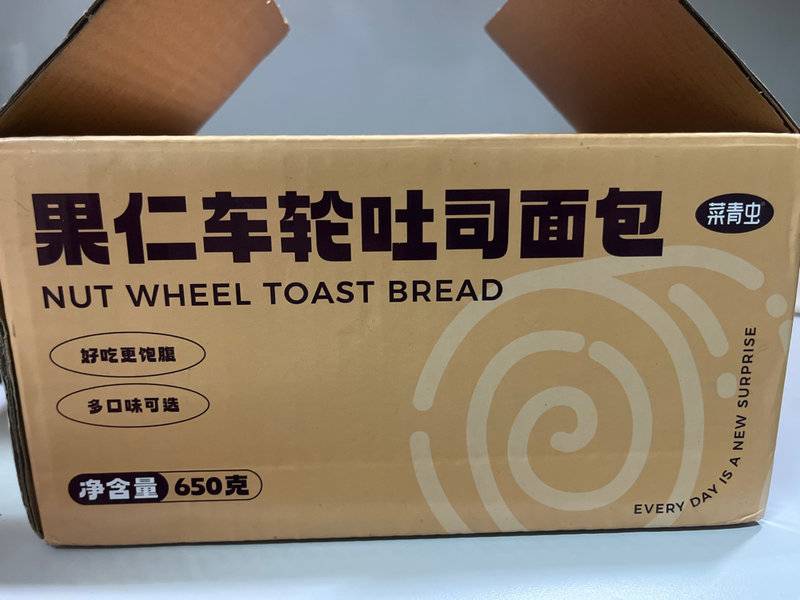 果仁车轮吐司面包
菜青虫®
NUT WHEEL TOAST BREAD
好吃更饱腹
多口味可选
净含量 650克
EVERY DAY IS A NEW SURPRISE